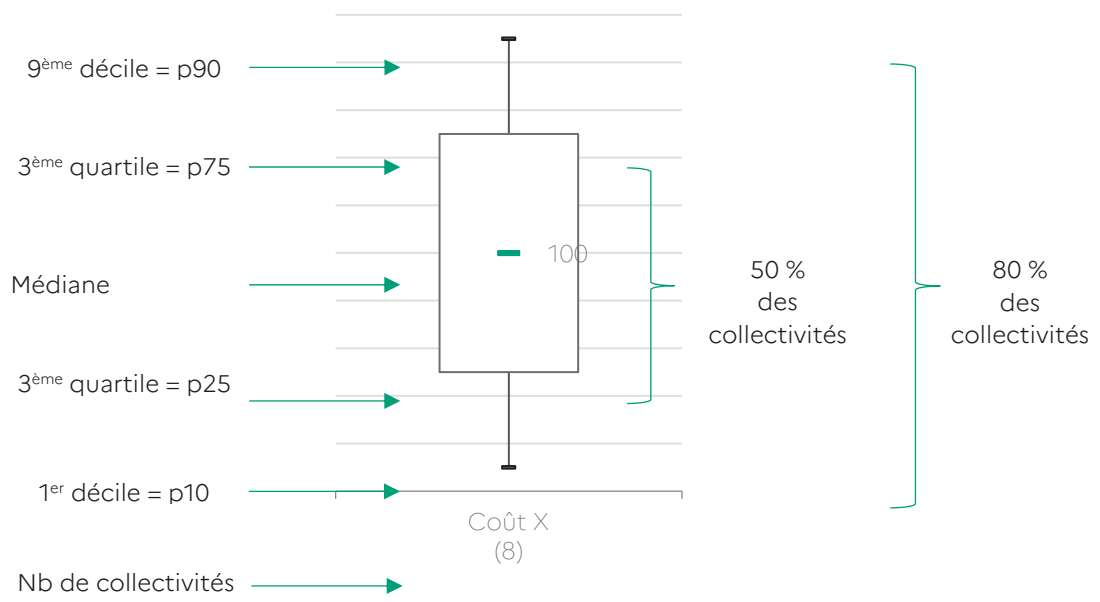 9ème décile = p90
3ème quartile = p75
100
Médiane
50 %
des
collectivités
80 %
des
collectivités
3ème quartile = p25
1er décile = p10
Coût X
(8)
Nb de collectivités